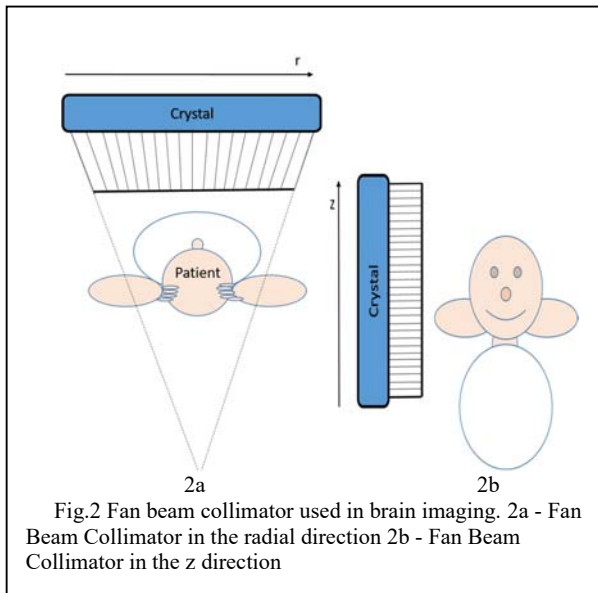 r
Crystal
Patient
z
Crystal
2a 2b
Fig.2 Fan beam collimator used in brain imaging. 2a - Fan
Beam Collimator in the radial direction 2b - Fan Beam
Collimator in the z direction